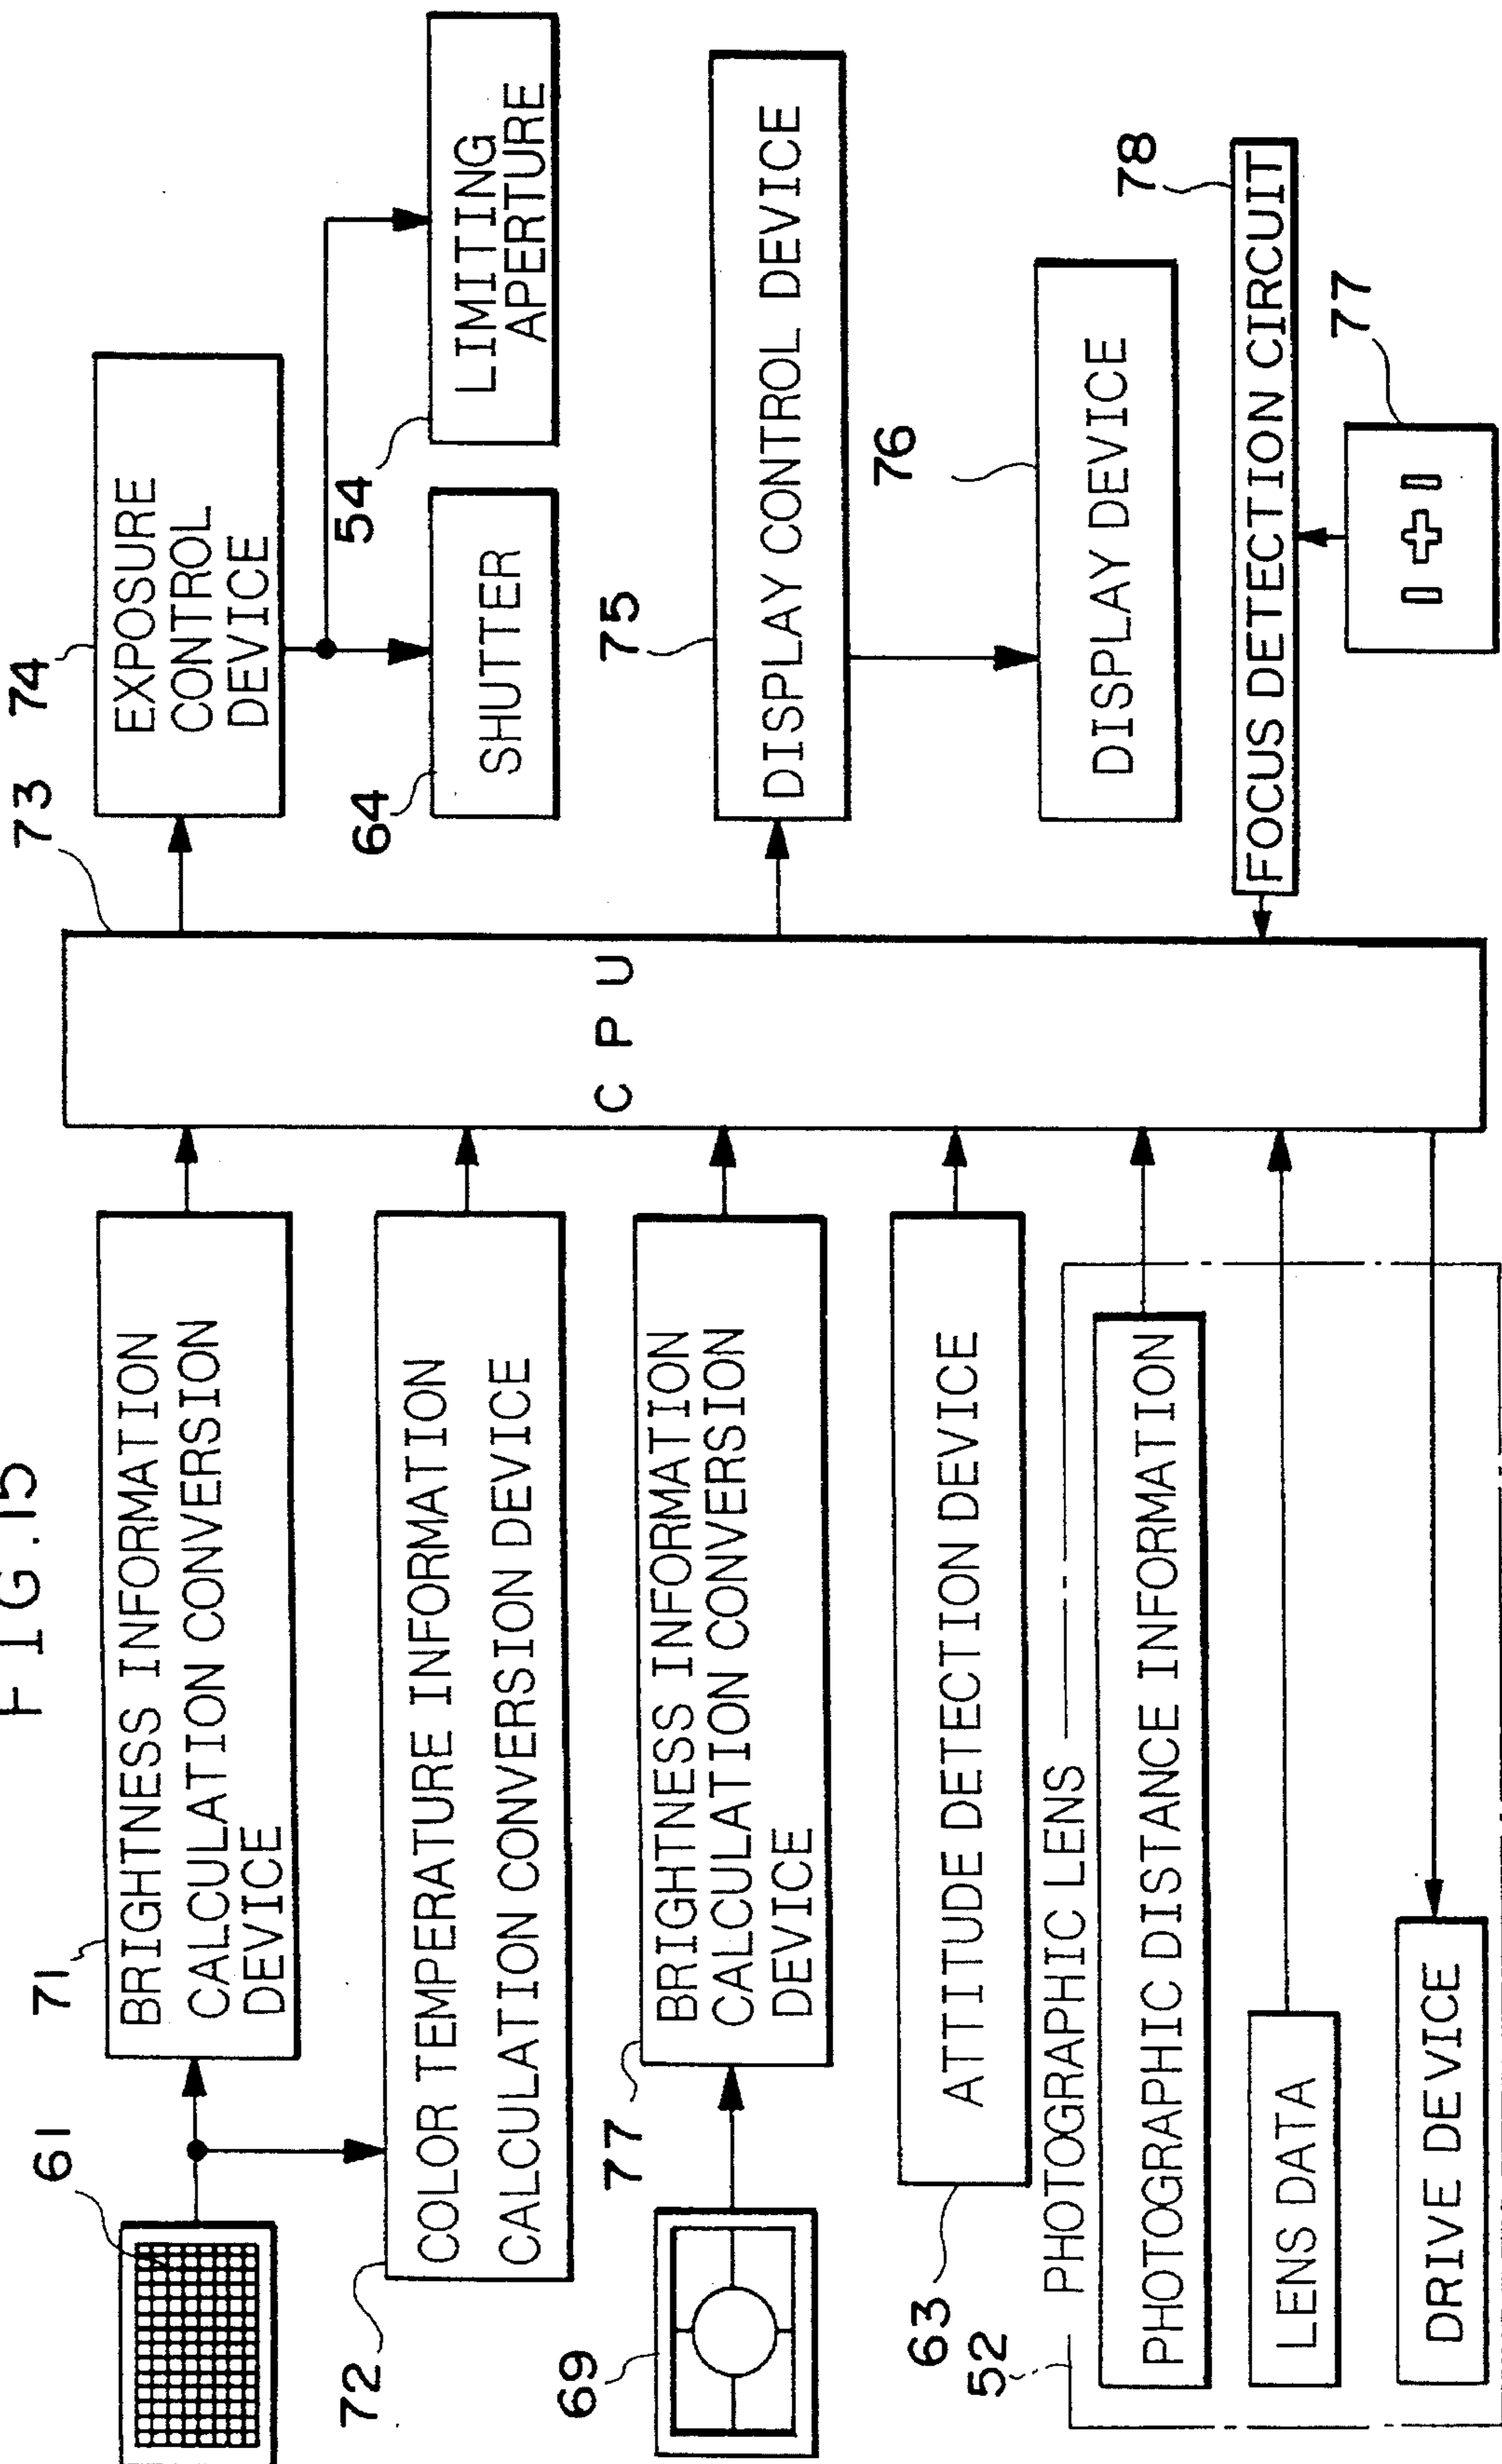 FIG.15
61
71
BRIGHTNESS INFORMATION
CALCULATION CONVERSION
DEVICE
72
COLOR TEMPERATURE INFORMATION
CALCULATION CONVERSION DEVICE
69
77
BRIGHTNESS INFORMATION
CALCULATION CONVERSION
DEVICE
63
ATTITUDE DETECTION DEVICE
52
PHOTOGRAPHIC LENS
PHOTOGRAPHIC DISTANCE INFORMATION
LENS DATA
DRIVE DEVICE
73
CPU
74
EXPOSURE
CONTROL
DEVICE
64
SHUTTER
54
LIMITING
APERTURE
75
DISPLAY CONTROL DEVICE
76
DISPLAY DEVICE
78
FOCUS DETECTION CIRCUIT
77